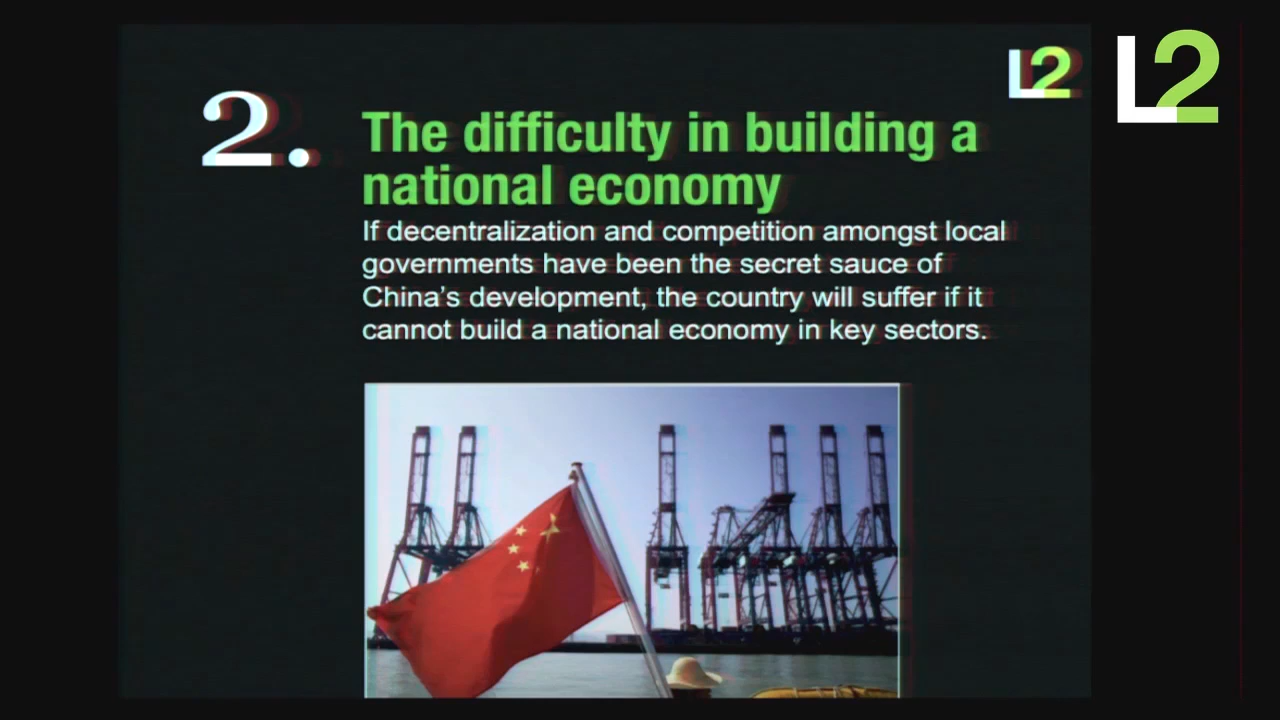 L2
L2
2.
The difficulty in building a
national economy
If decentralization and competition amongst local
governments have been the secret sauce of
China's development, the country will suffer if it
cannot build a national economy in key sectors.